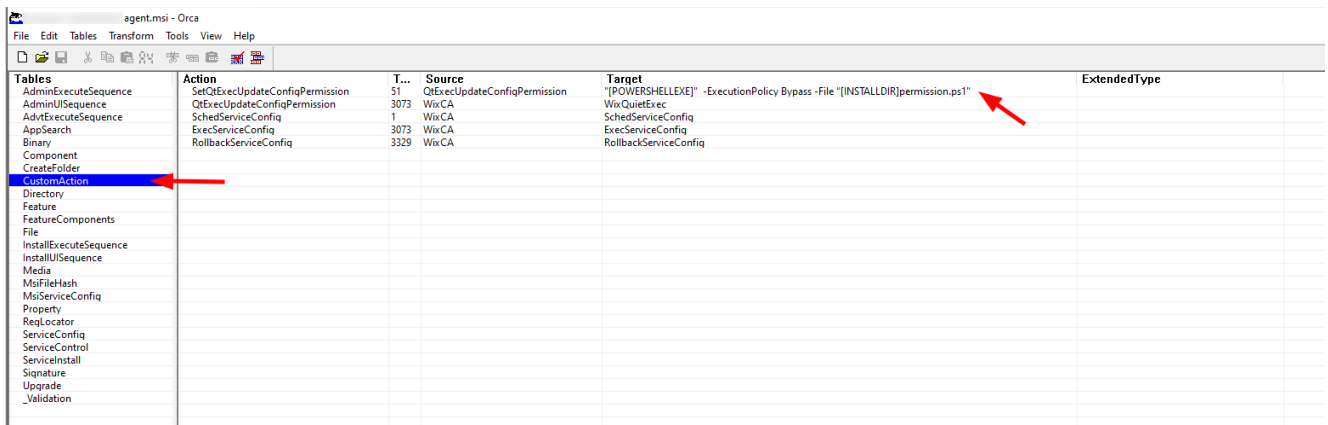 agent.msi - Orca
File Edit Tables Transform Tools View Help
Tables Action T... Source Target ExtendedType
AdminExecuteSequence SetQtExecUpdateConfigPermission 51 QtExecUpdateConfigPermission "[POWERSHELLEXE]" -ExecutionPolicy Bypass -File "[INSTALLDIR]permission.ps1"
AdminUISequence QtExecUpdateConfigPermission 3073 WixCA WixQuietExec
AdvtExecuteSequence SchedServiceConfig 1 WixCA SchedServiceConfig
AppSearch ExecServiceConfig 3073 WixCA ExecServiceConfig
Binary RollbackServiceConfig 3329 WixCA RollbackServiceConfig
Component
CreateFolder
CustomAction
Directory
Feature
FeatureComponents
File
InstallExecuteSequence
InstallUISequence
Media
MsiFileHash
MsiServiceConfig
Property
RegLocator
ServiceConfig
ServiceControl
ServiceInstall
Signature
Upgrade
_Validation